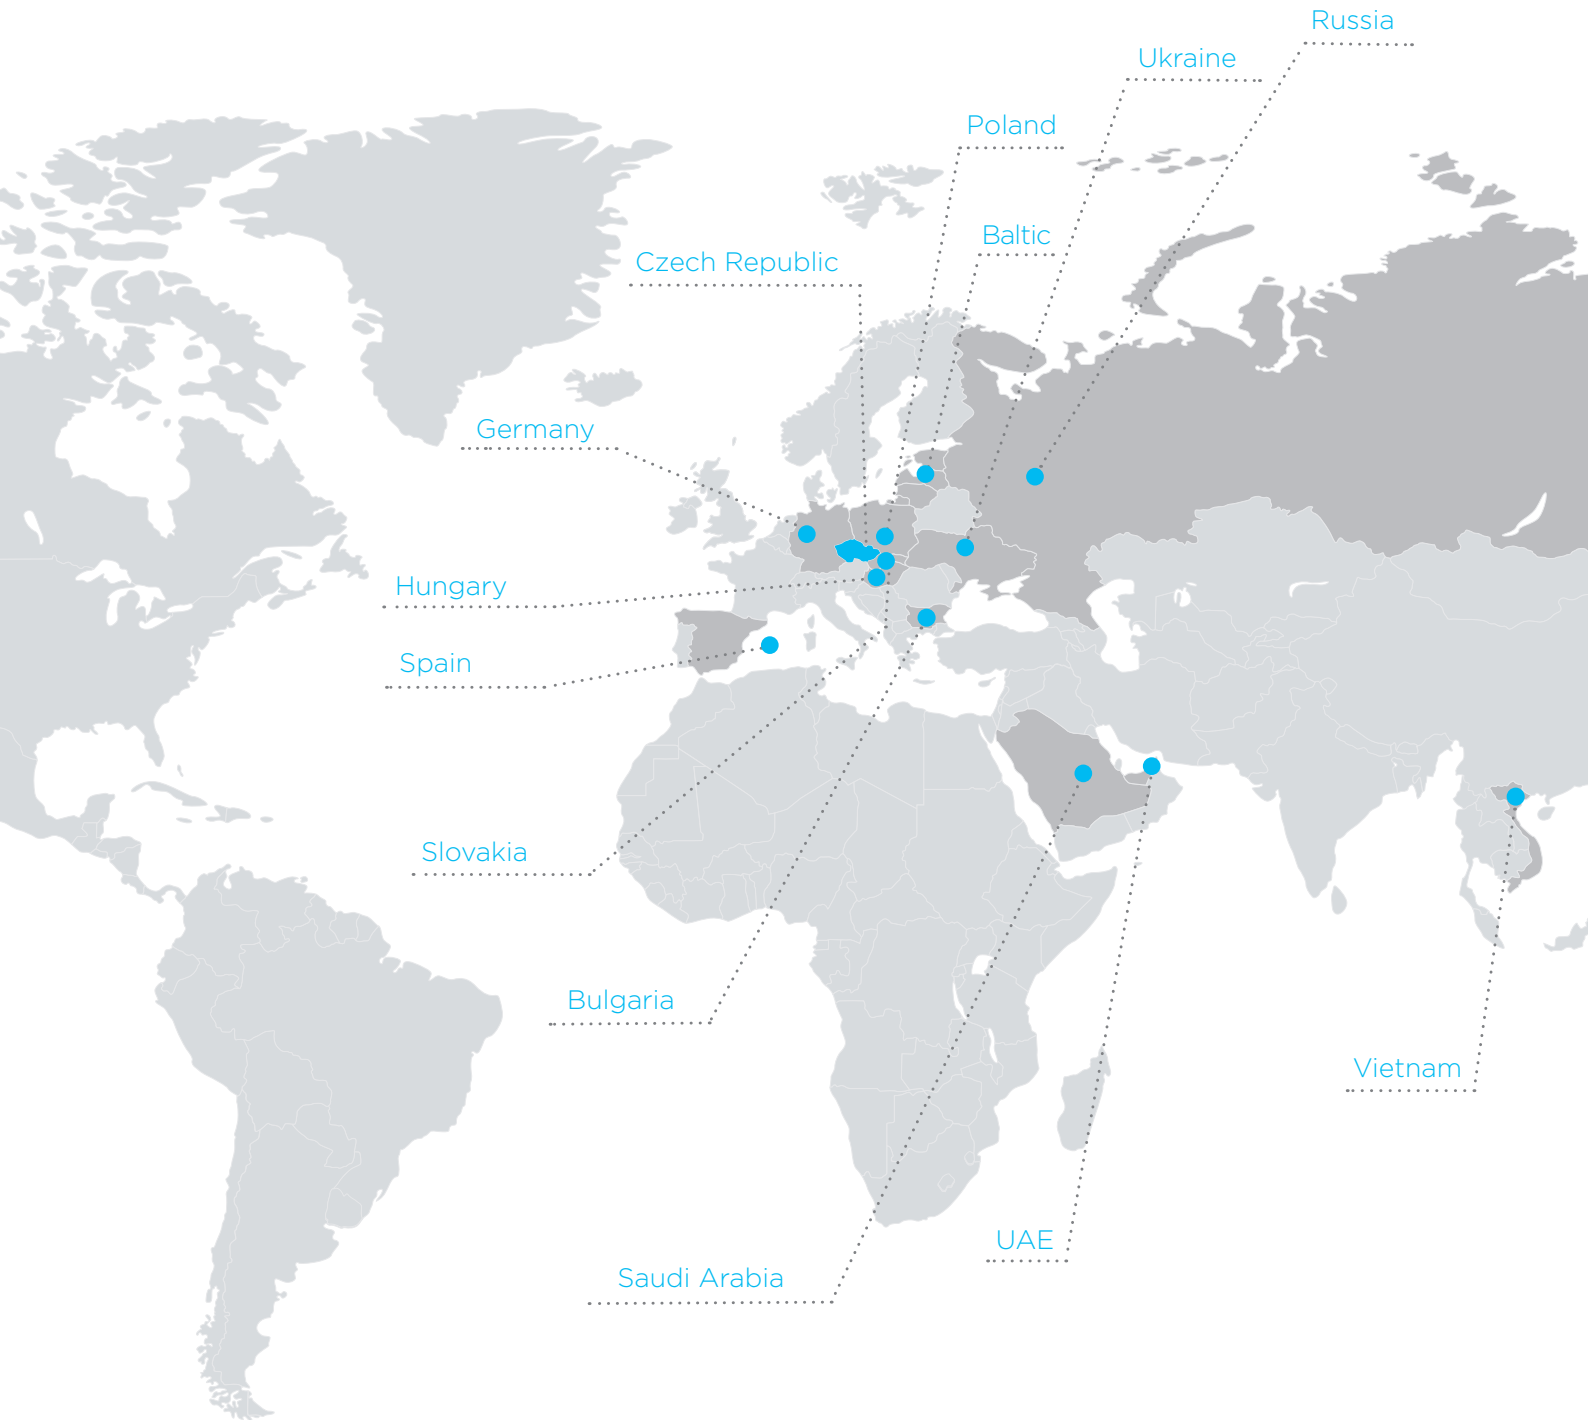 Russia
Ukraine
Poland
Baltic
Czech Republic
Germany
Hungary
Spain
Slovakia
Bulgaria
Vietnam
UAE
Saudi Arabia